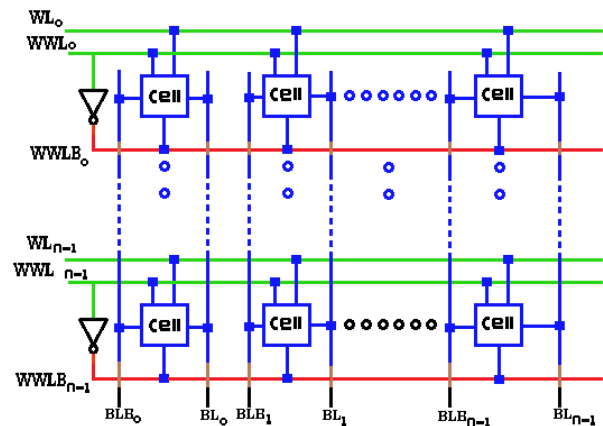 WL₀
WWL₀
Cell Cell Cell
WWLB₀
WLₙ₋₁
WWL ₙ₋₁
Cell Cell Cell
WWLBₙ₋₁
BLB₀ BL₀ BLB₁ BL₁ BLBₙ₋₁ BLₙ₋₁